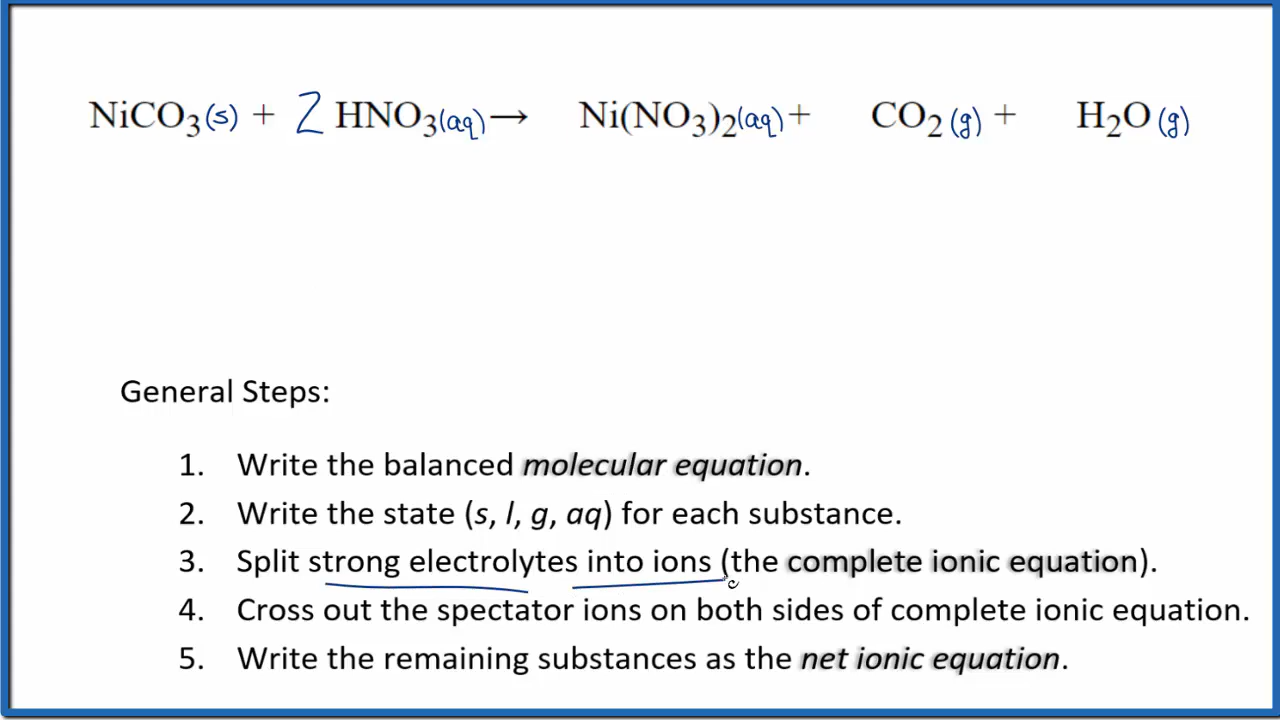 NiCO₃(s) + 2 HNO₃(aq) → Ni(NO₃)₂(aq) + CO₂(g) + H₂O(g)
General Steps:
1. Write the balanced molecular equation.
2. Write the state (s, l, g, aq) for each substance.
3. Split strong electrolytes into ions (the complete ionic equation).
4. Cross out the spectator ions on both sides of complete ionic equation.
5. Write the remaining substances as the net ionic equation.